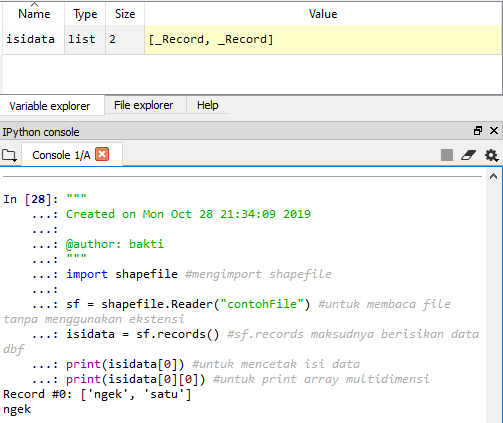 Name Type Size Value
isidata list 2 [_Record, _Record]
Variable explorer File explorer Help
IPython console
Console 1/A
In [28]: """
...: Created on Mon Oct 28 21:34:09 2019
...:
...: @author: bakti
...: """
...: import shapefile #mengimport shapefile
...:
...: sf = shapefile.Reader("contohFile") #untuk membaca file
tanpa menggunakan ekstensi
...: isidata = sf.records() #sf.records maksudnya berisikan data
dbf
...: print(isidata[0]) #untuk mencetak isi data
...: print(isidata[0][0]) #untuk print array multidimensi
Record #0: ['ngek', 'satu']
ngek